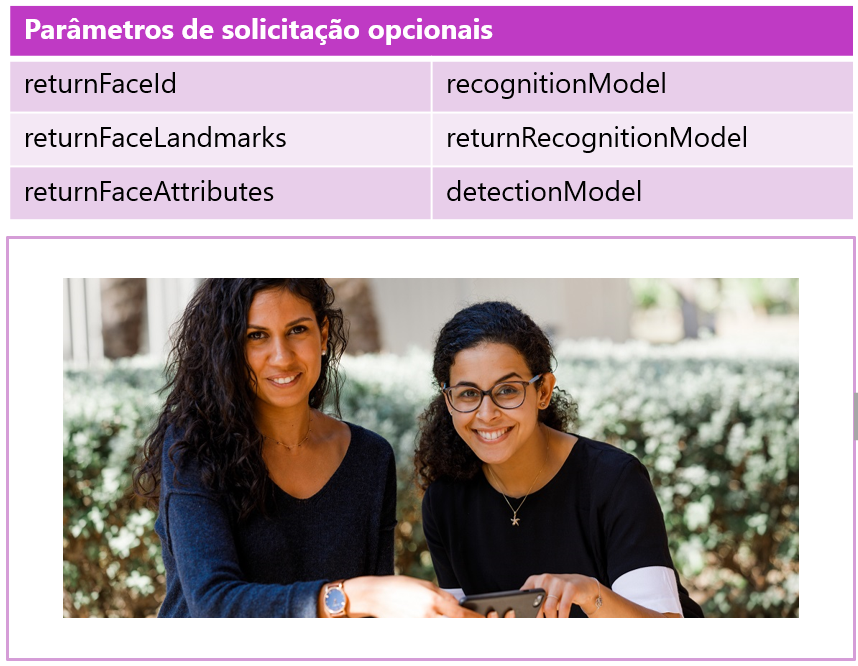 Parâmetros de solicitação opcionais
returnFaceId recognitionModel
returnFaceLandmarks returnRecognitionModel
returnFaceAttributes detectionModel